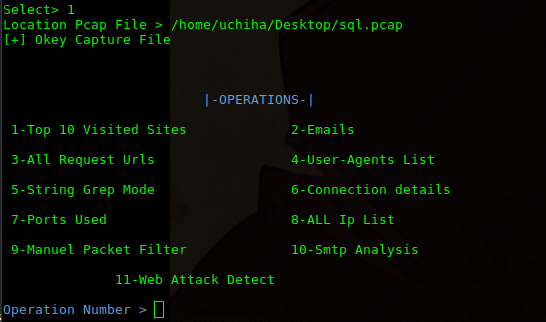 Select> 1
Location Pcap File > /home/uchiha/Desktop/sql.pcap
[+] Okey Capture File
|-OPERATIONS-|
1-Top 10 Visited Sites 2-Emails
3-All Request Urls 4-User-Agents List
5-String Grep Mode 6-Connection details
7-Ports Used 8-ALL Ip List
9-Manuel Packet Filter 10-Smtp Analysis
11-Web Attack Detect
Operation Number >